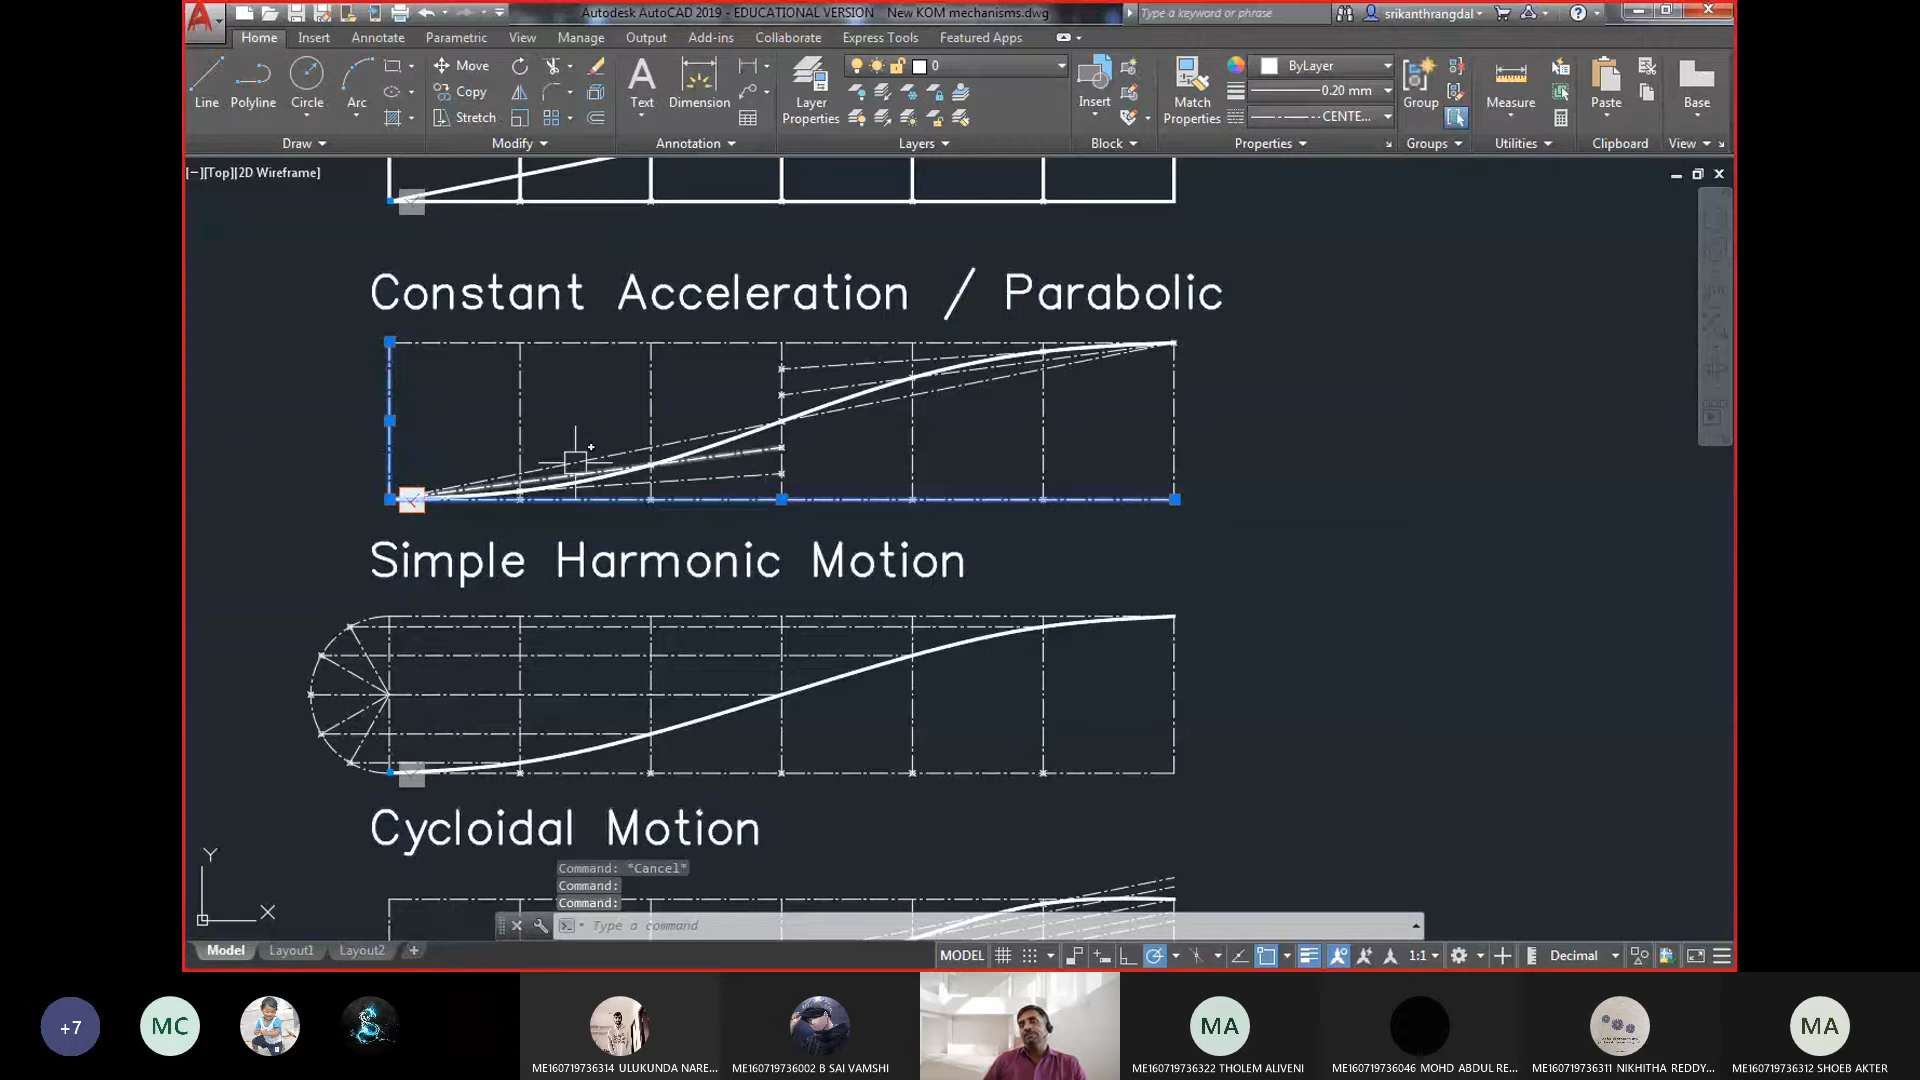 Autodesk AutoCAD 2019 - EDUCATIONAL VERSION New KOM mechanisms.dwg
Type a keyword or phrase
srikanthrangdal
Home Insert Annotate Parametric View Manage Output Add-ins Collaborate Express Tools Featured Apps
Line Polyline Circle Arc
Move
Copy
Stretch
Text Dimension
Layer Properties
0
Insert
Match Properties
ByLayer
0.20 mm
CENTE...
Group
Measure
Paste
Base
Draw Modify Annotation Layers Block Properties Groups Utilities Clipboard View
[−][Top][2D Wireframe]
Constant Acceleration / Parabolic
Simple Harmonic Motion
Cycloidal Motion
Y
X
Command: *Cancel*
Command:
Command:
Type a command
Model Layout1 Layout2 +
MODEL
1:1
Decimal
+7
MC
MA
MA
ME160719736314 ULUKUNDA NARE...
ME160719736002 B SAI VAMSHI
ME160719736322 THOLEM ALIVENI
ME160719736046 MOHD ABDUL RE...
ME160719736311 NIKHITHA REDDY...
ME160719736312 SHOEB AKTER